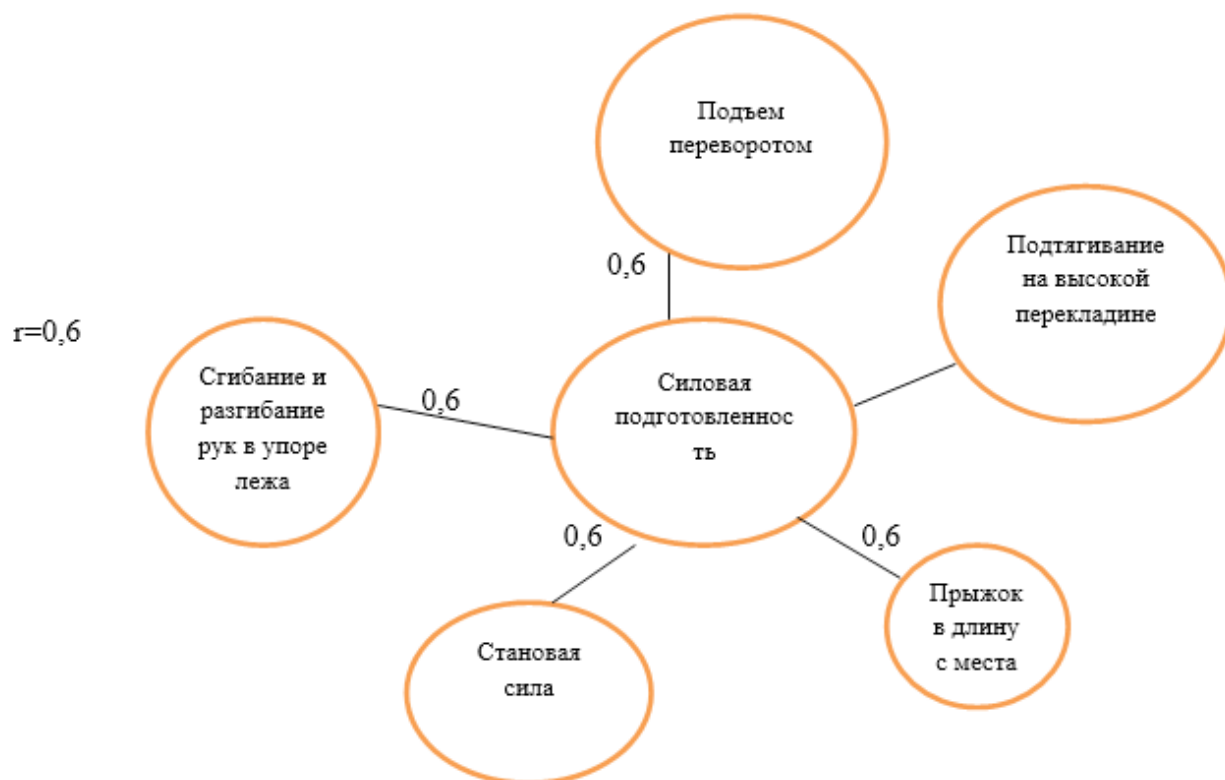 Подъем
переворотом
0,6
Подтягивание
на высокой
перекладине
r=0,6
Сгибание и
разгибание
рук в упоре
лежа
0,6
Силовая
подготовленнос
ть
0,6
0,6
Становая
сила
Прыжок
в длину
с места